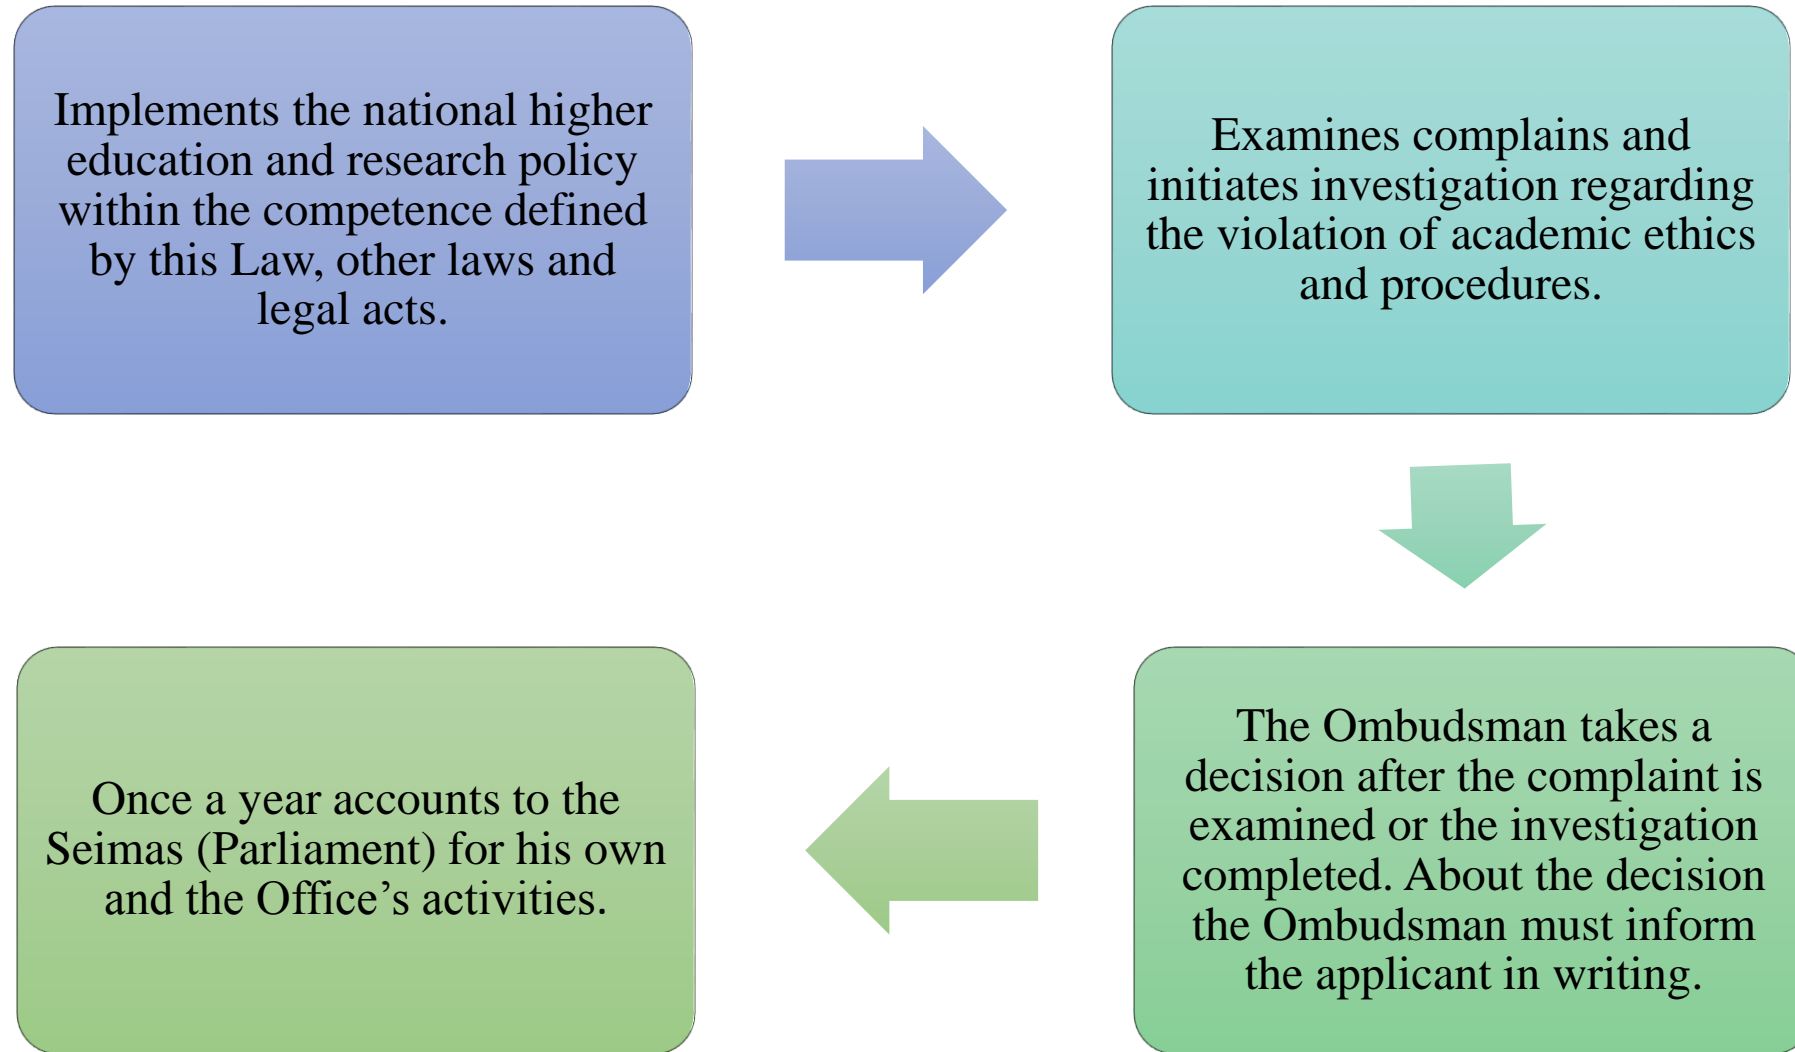 Implements the national higher
education and research policy
within the competence defined
by this Law, other laws and
legal acts.
Examines complains and
initiates investigation regarding
the violation of academic ethics
and procedures.
The Ombudsman takes a
decision after the complaint is
examined or the investigation
completed. About the decision
the Ombudsman must inform
the applicant in writing.
Once a year accounts to the
Seimas (Parliament) for his own
and the Office’s activities.